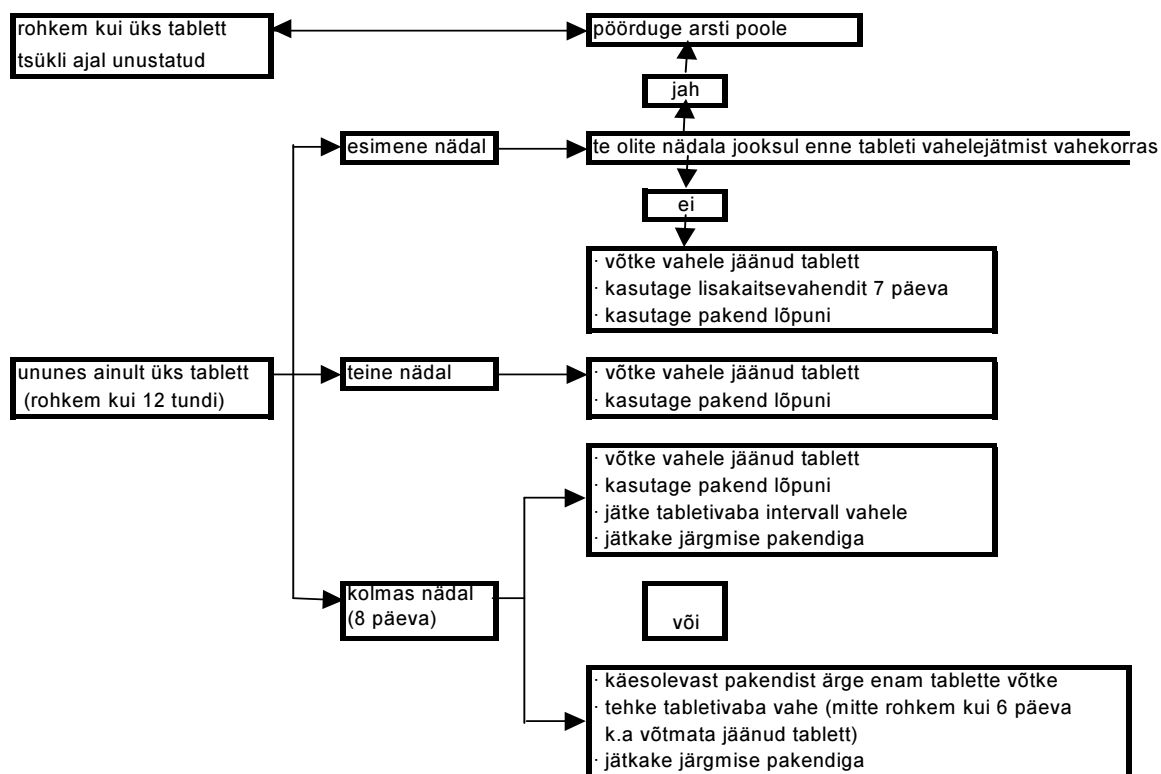 rohkem kui üks tablett
tsükli ajal unustatud
pöörduge arsti poole
jah
esimene nädal
te olite nädala jooksul enne tableti vahelejätmist vahekorras
ei
· võtke vahele jäänud tablett
· kasutage lisakaitsevahendit 7 päeva
· kasutage pakend lõpuni
ununes ainult üks tablett
(rohkem kui 12 tundi)
teine nädal
· võtke vahele jäänud tablett
· kasutage pakend lõpuni
· võtke vahele jäänud tablett
· kasutage pakend lõpuni
· jätke tabletivaba intervall vahele
· jätkake järgmise pakendiga
kolmas nädal
(8 päeva)
või
· käesolevast pakendist ärge enam tablette võtke
· tehke tabletivaba vahe (mitte rohkem kui 6 päeva
k.a võtmata jäänud tablett)
· jätkake järgmise pakendiga